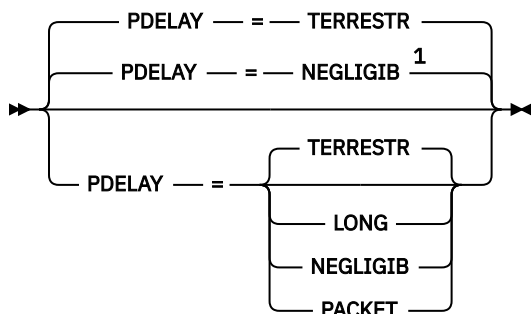 PDELAY = TERRESTR
PDELAY = NEGLIGIB 1
TERRESTR
PDELAY =
LONG
NEGLIGIB
PACKET